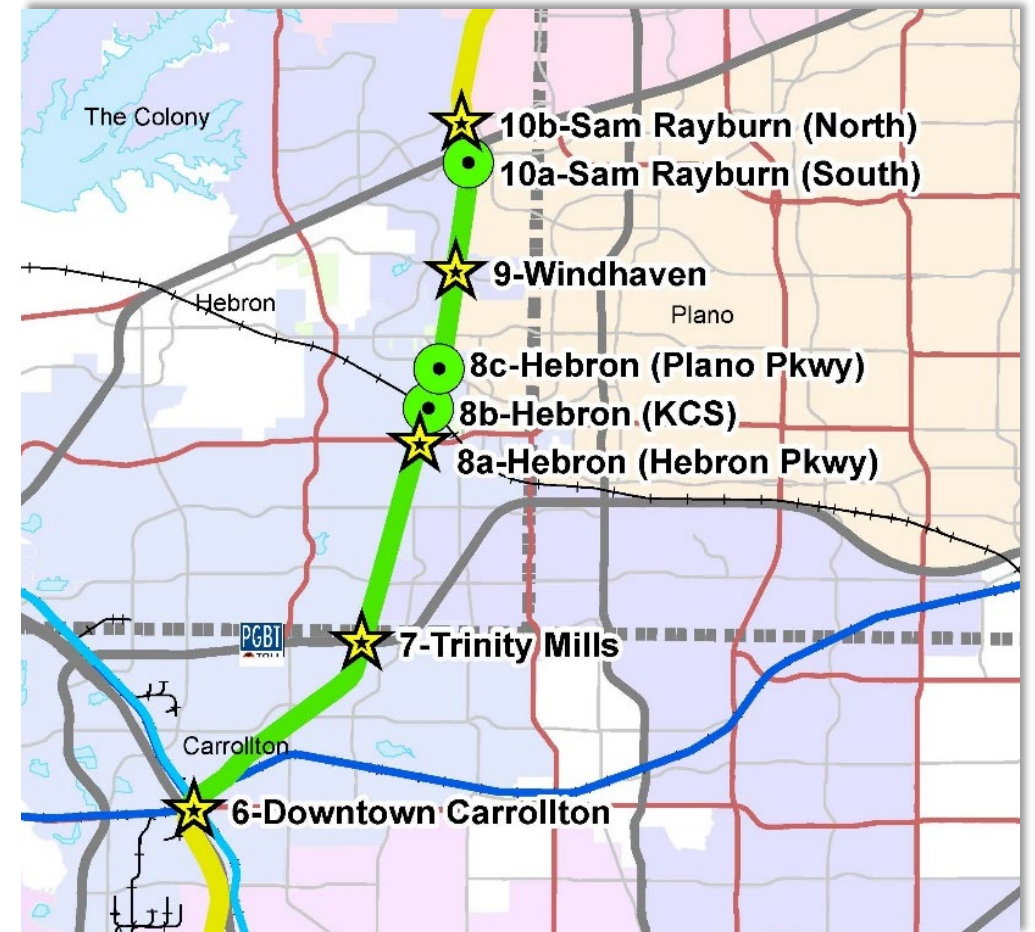 The Colony
10b-Sam Rayburn (North)
10a-Sam Rayburn (South)
9-Windhaven
Hebron
Plano
8c-Hebron (Plano Pkwy)
8b-Hebron (KCS)
8a-Hebron (Hebron Pkwy)
PGBT
7-Trinity Mills
Carrollton
6-Downtown Carrollton